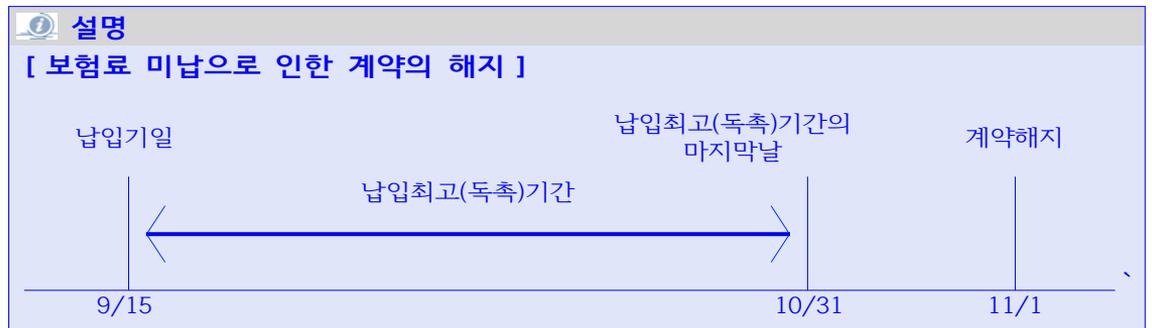 설명
[ 보험료 미납으로 인한 계약의 해지 ]
납입기일
납입최고(독촉)기간의
마지막날
계약해지
납입최고(독촉)기간
9/15
10/31
11/1
`